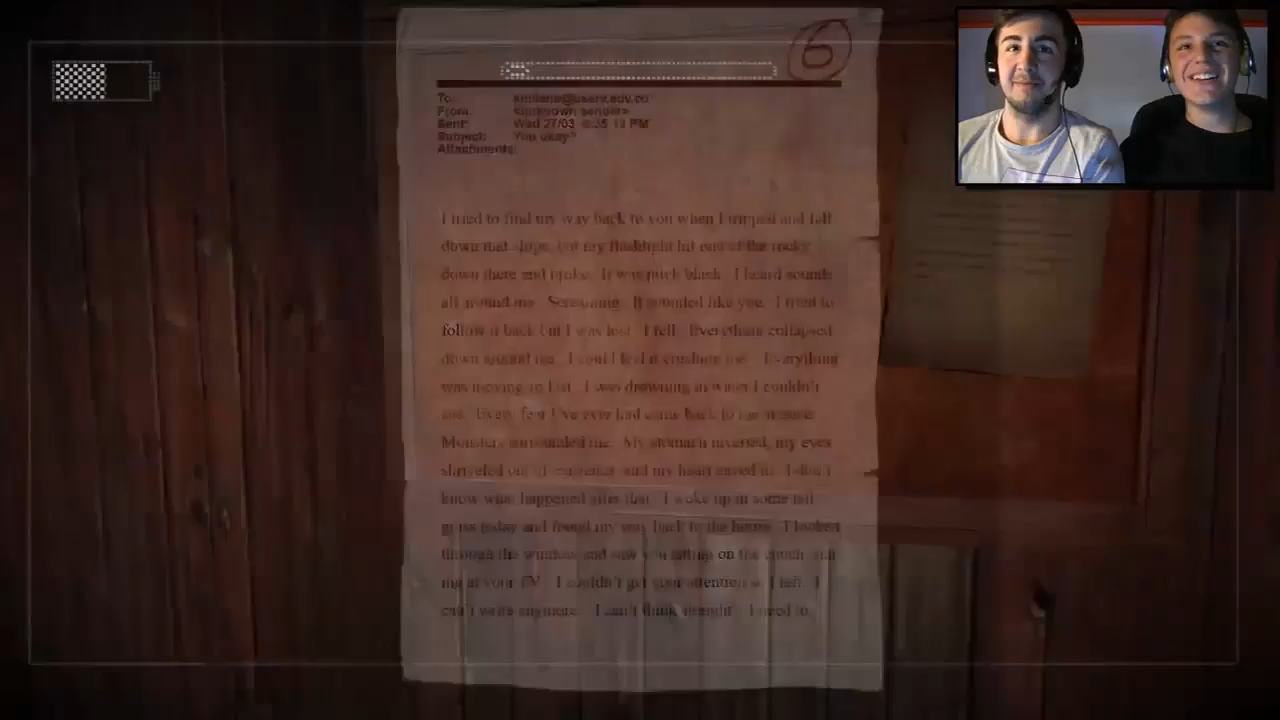 6
To:
From: <unknown sender>
Sent: Wed 27/03 PM
Subject: You okay?
Attachments:
I tried to find my way back to you when I tripped and fell
down that slope, but my flashlight hit one of the rocks
down there and broke. It was pitch black. I heard sounds
all around me. Screaming. It sounded like you. I tried to
follow it back but I was lost. I fell. Everything collapsed
down around me. I could feel it crushing me. Everything
was moving so fast. I was drowning in water I couldn't
see. Every fear I've ever had came back to me at once.
Monsters surrounded me. My stomach inverted, my eyes
shriveled out of existence and my heart caved in. I don't
know what happened after that. I woke up in some tall
grass today and found my way back to the house. I looked
through the window and saw you sitting on the couch
your TV. I couldn't get your attention so I left. I
can't write anymore. I can't think straight. I need to